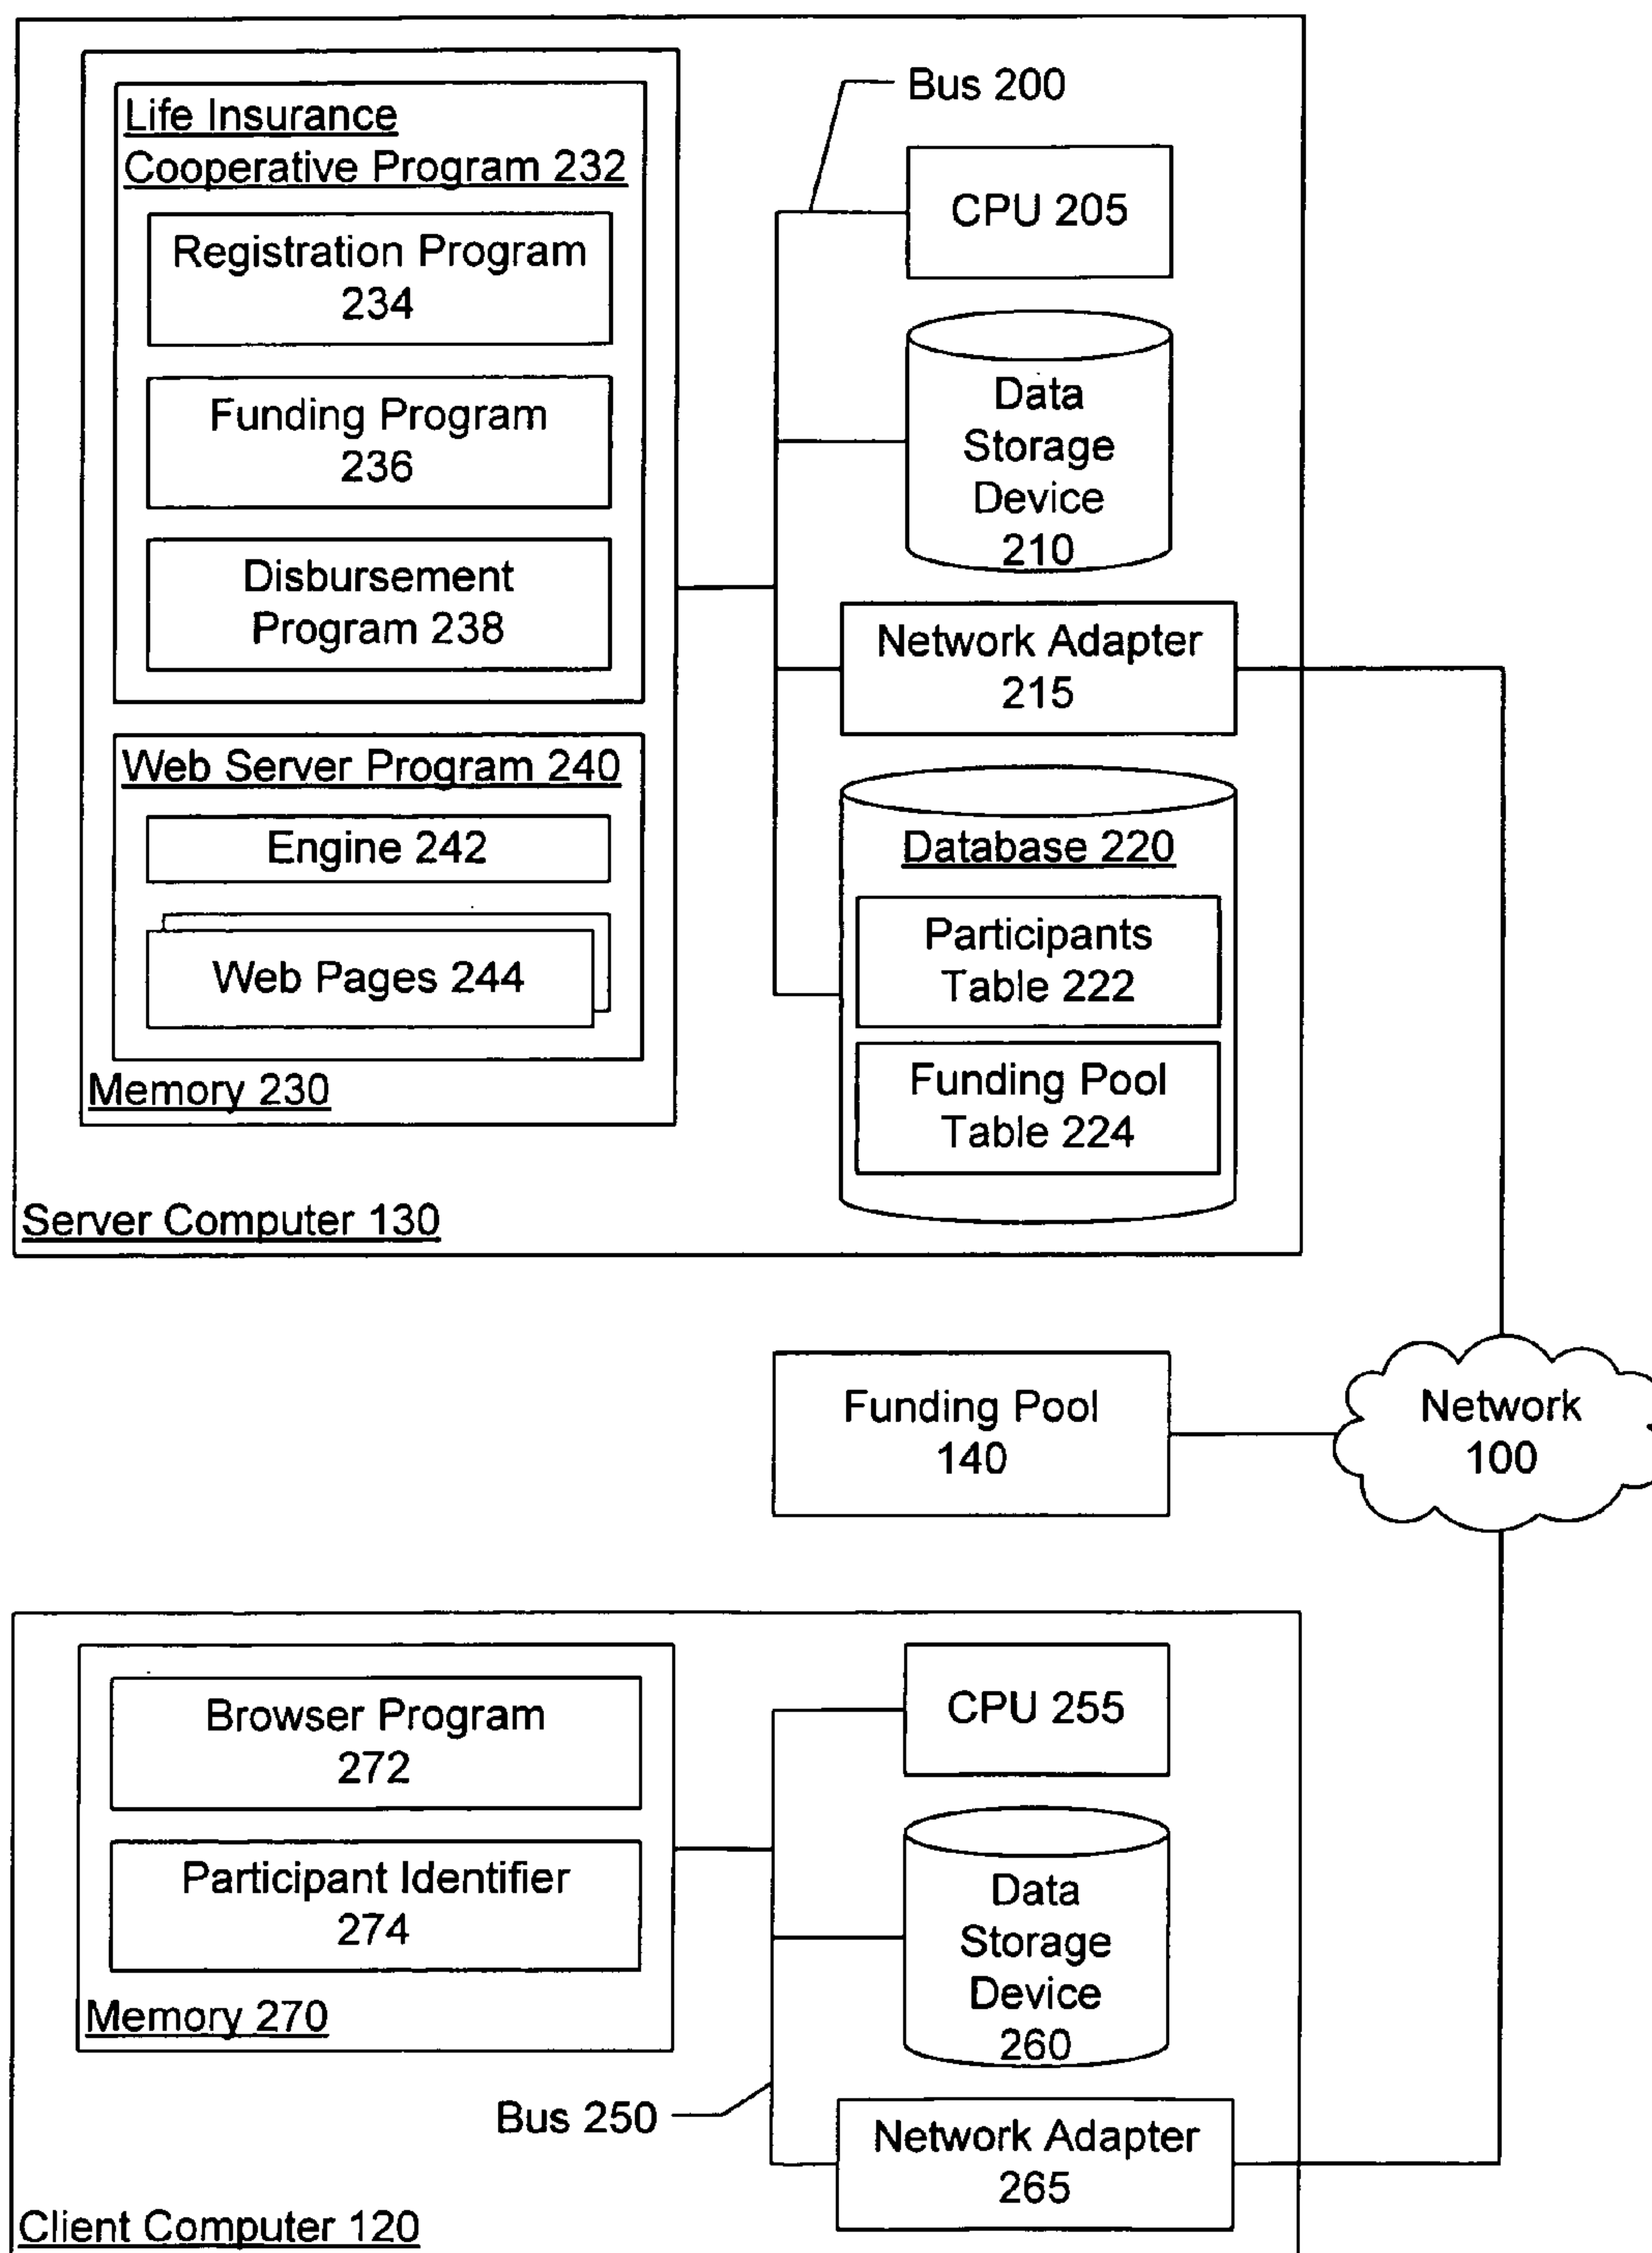 Life Insurance
Cooperative Program 232
Registration Program
234
Funding Program
236
Disbursement
Program 238
Web Server Program 240
Engine 242
Web Pages 244
Memory 230
Server Computer 130
Bus 200
CPU 205
Data
Storage
Device
210
Network Adapter
215
Database 220
Participants
Table 222
Funding Pool
Table 224
Funding Pool
140
Network
100
Browser Program
272
Participant Identifier
274
Memory 270
Bus 250
CPU 255
Data
Storage
Device
260
Network Adapter
265
Client Computer 120